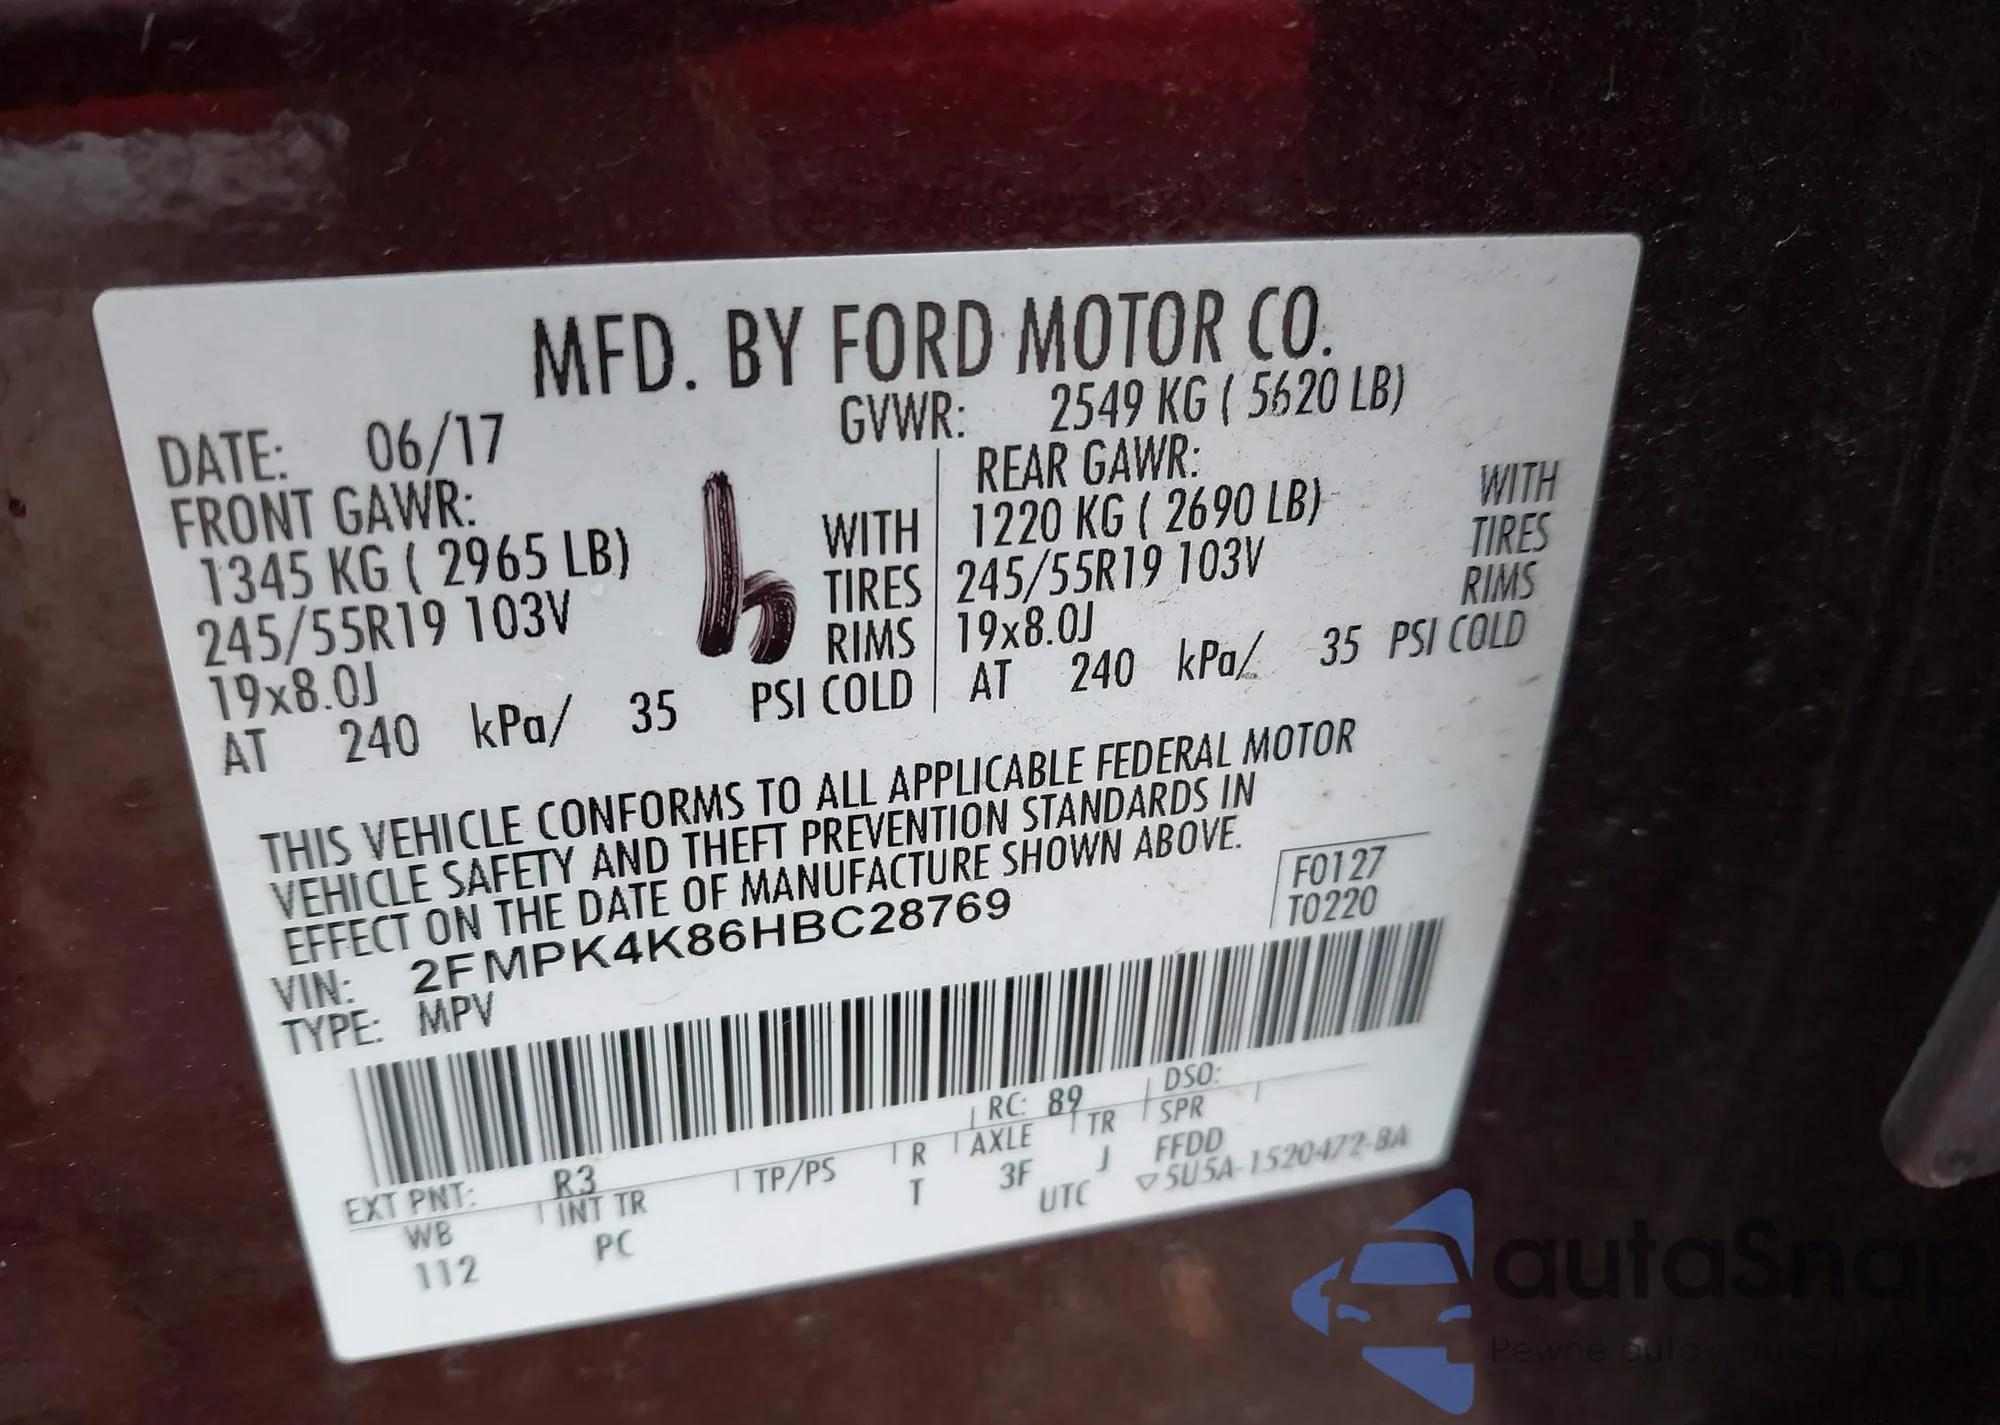 MFD. BY FORD MOTOR CO.
DATE: 06/17 GVWR: 2549 KG ( 5620 LB)
FRONT GAWR: REAR GAWR:
1345 KG ( 2965 LB) WITH 1220 KG ( 2690 LB) WITH
245/55R19 103V TIRES 245/55R19 103V TIRES
19x8.0J RIMS 19x8.0J RIMS
AT 240 kPa/ 35 PSI COLD AT 240 kPa/ 35 PSI COLD
h
THIS VEHICLE CONFORMS TO ALL APPLICABLE FEDERAL MOTOR
VEHICLE SAFETY AND THEFT PREVENTION STANDARDS IN
EFFECT ON THE DATE OF MANUFACTURE SHOWN ABOVE.
F0127
T0220
VIN: 2FMPK4K86HBC28769
TYPE: MPV
EXT PNT: R3 RC: 89 DSO:
WB INT TR TP/PS R AXLE TR SPR
112 PC T 3F J FFDD
UTC ▽5U5A-1520472-BA
autaSnap
Pewne auta